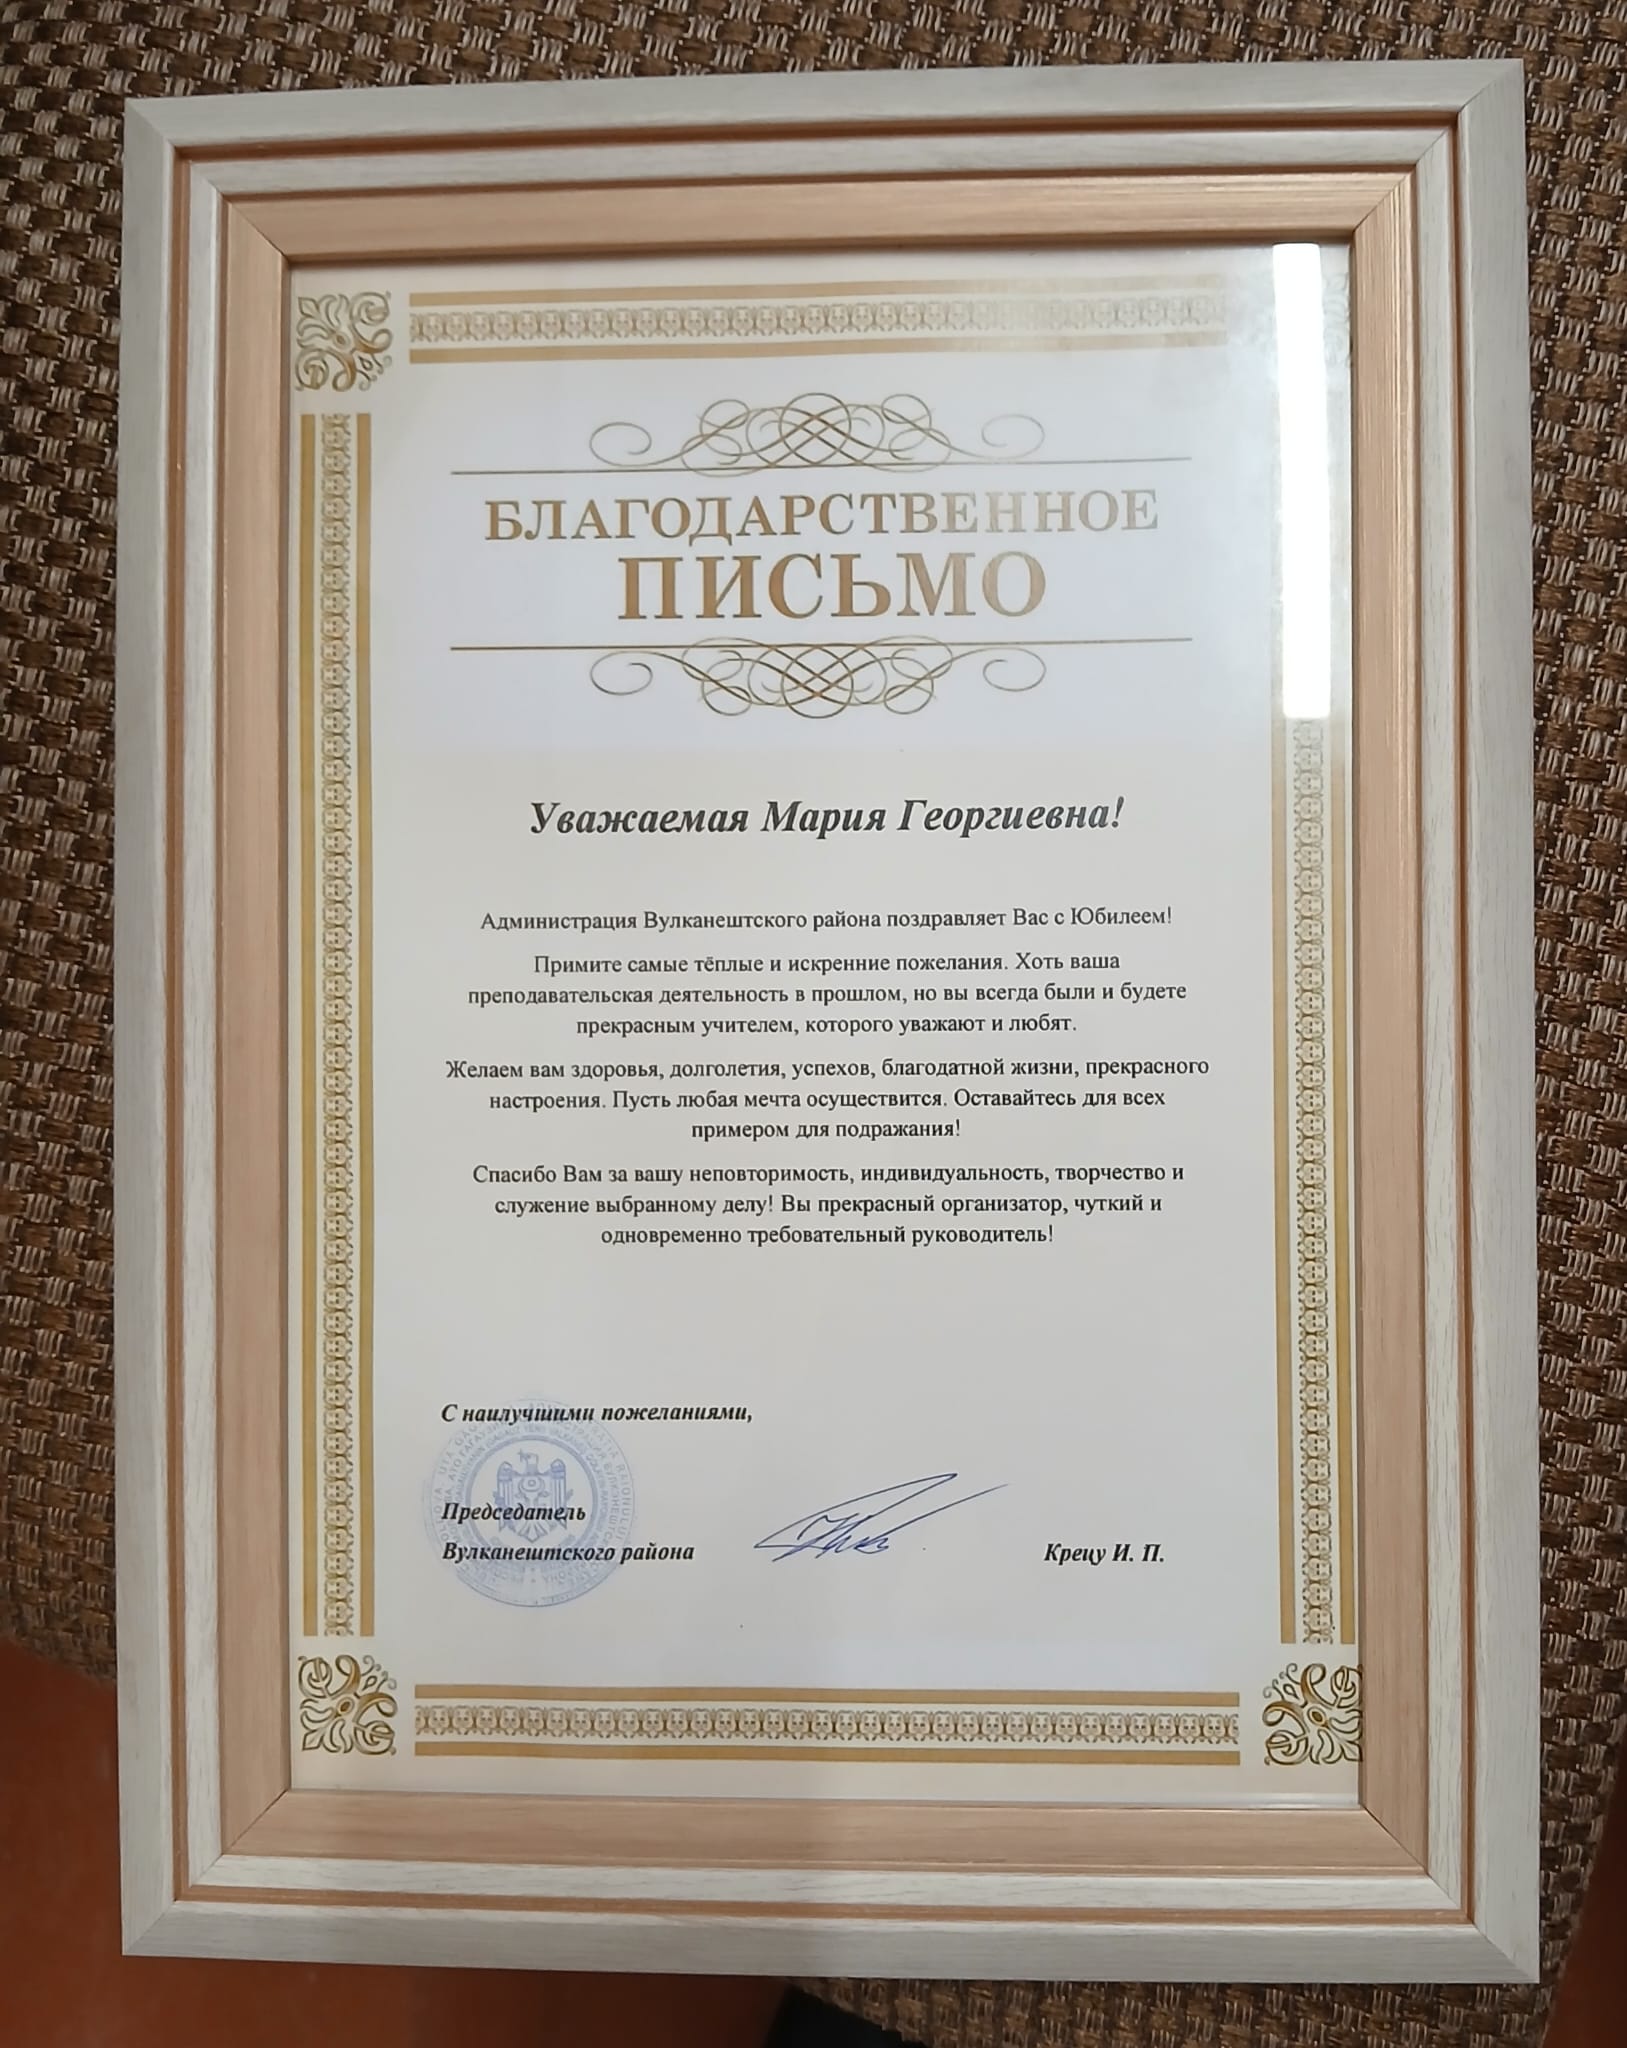 БЛАГОДАРСТВЕННОЕ
ПИСЬМО
Уважаемая Мария Георгиевна!
Администрация Вулканештского района поздравляет Вас с Юбилеем!
Примите самые тёплые и искренние пожелания. Хоть ваша
преподавательская деятельность в прошлом, но вы всегда были и будете
прекрасным учителем, которого уважают и любят.
Желаем вам здоровья, долголетия, успехов, благодатной жизни, прекрасного
настроения. Пусть любая мечта осуществится. Оставайтесь для всех
примером для подражания!
Спасибо Вам за вашу неповторимость, индивидуальность, творчество и
служение выбранному делу! Вы прекрасный организатор, чуткий и
одновременно требовательный руководитель!
С наилучшими пожеланиями,
Председатель
Вулканештского района
Крецу И. П.